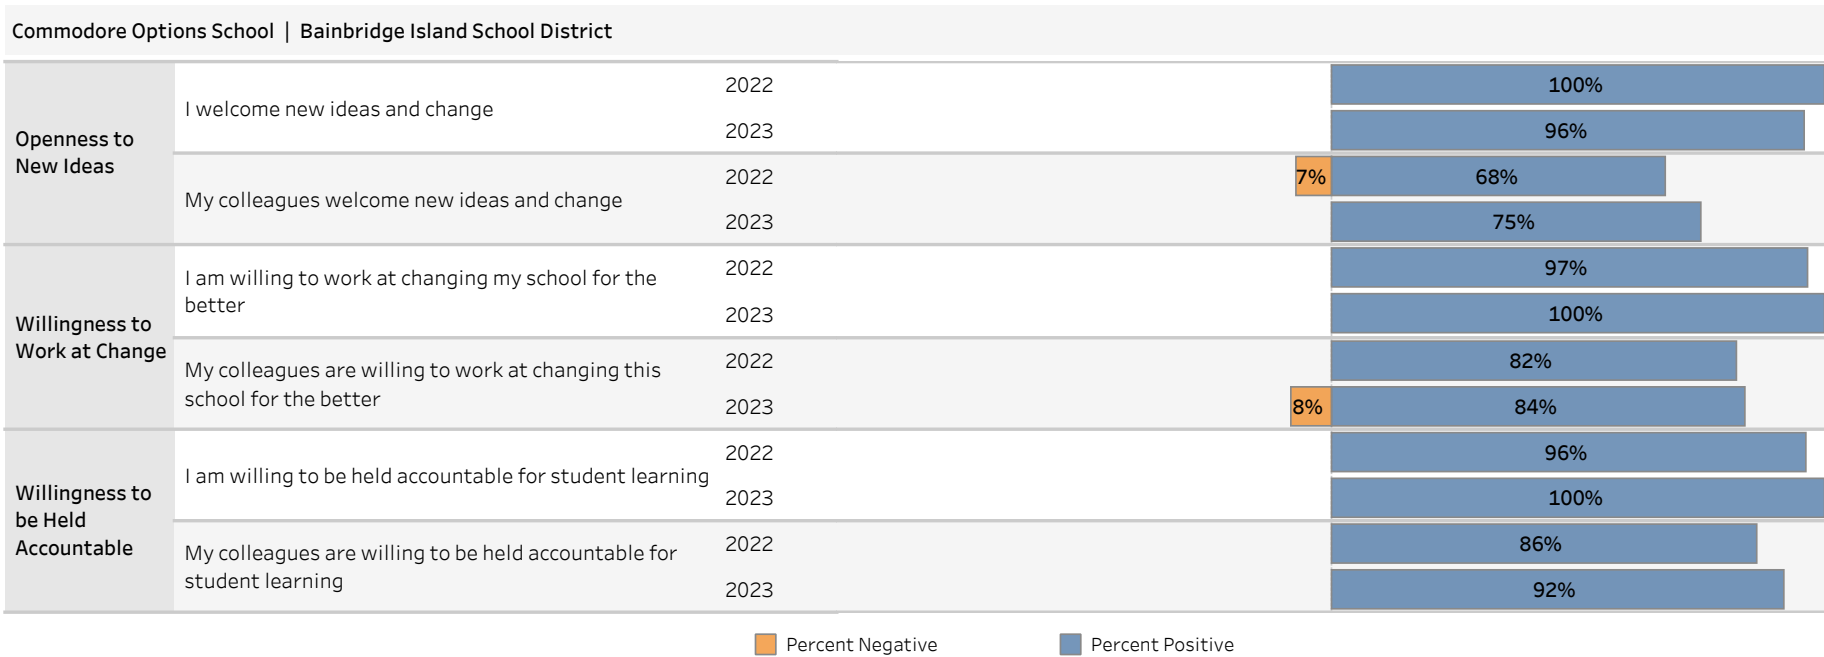 Commodore Options School | Bainbridge Island School District
Openness to
New Ideas
I welcome new ideas and change
2022
100%
2023
96%
My colleagues welcome new ideas and change
2022
7%
68%
2023
75%
Willingness to
Work at Change
I am willing to work at changing my school for the
better
2022
97%
2023
100%
My colleagues are willing to work at changing this
school for the better
2022
82%
2023
8%
84%
Willingness to
be Held
Accountable
I am willing to be held accountable for student learning
2022
96%
2023
100%
My colleagues are willing to be held accountable for
student learning
2022
86%
2023
92%
Percent Negative
Percent Positive